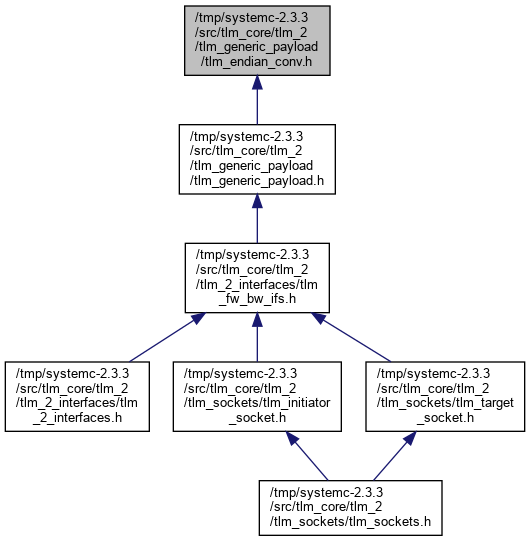 /tmp/systemc-2.3.3
/src/tlm_core/tlm_2
/tlm_generic_payload
/tlm_endian_conv.h
/tmp/systemc-2.3.3
/src/tlm_core/tlm_2
/tlm_generic_payload
/tlm_generic_payload.h
/tmp/systemc-2.3.3
/src/tlm_core/tlm_2
/tlm_2_interfaces/tlm
_fw_bw_ifs.h
/tmp/systemc-2.3.3
/src/tlm_core/tlm_2
/tlm_2_interfaces/tlm
_2_interfaces.h
/tmp/systemc-2.3.3
/src/tlm_core/tlm_2
/tlm_sockets/tlm_initiator
_socket.h
/tmp/systemc-2.3.3
/src/tlm_core/tlm_2
/tlm_sockets/tlm_target
_socket.h
/tmp/systemc-2.3.3
/src/tlm_core/tlm_2
/tlm_sockets/tlm_sockets.h